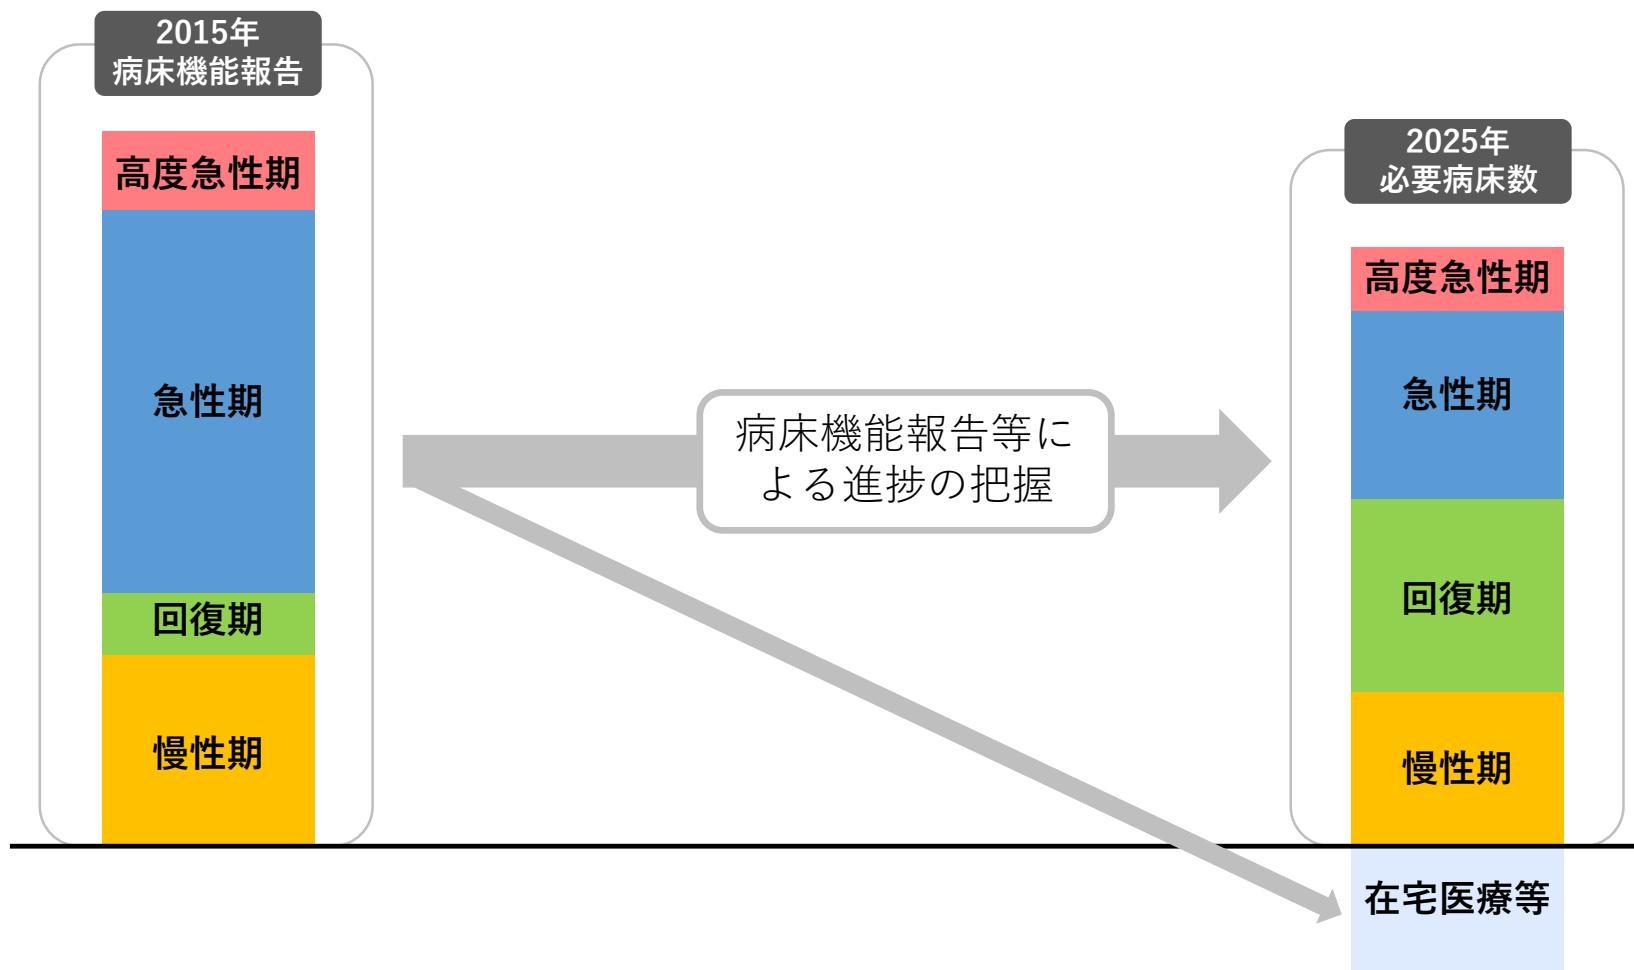 2015年
病床機能報告
高度急性期
急性期
回復期
慢性期
病床機能報告等に
よる進捗の把握
2025年
必要病床数
高度急性期
急性期
回復期
慢性期
在宅医療等